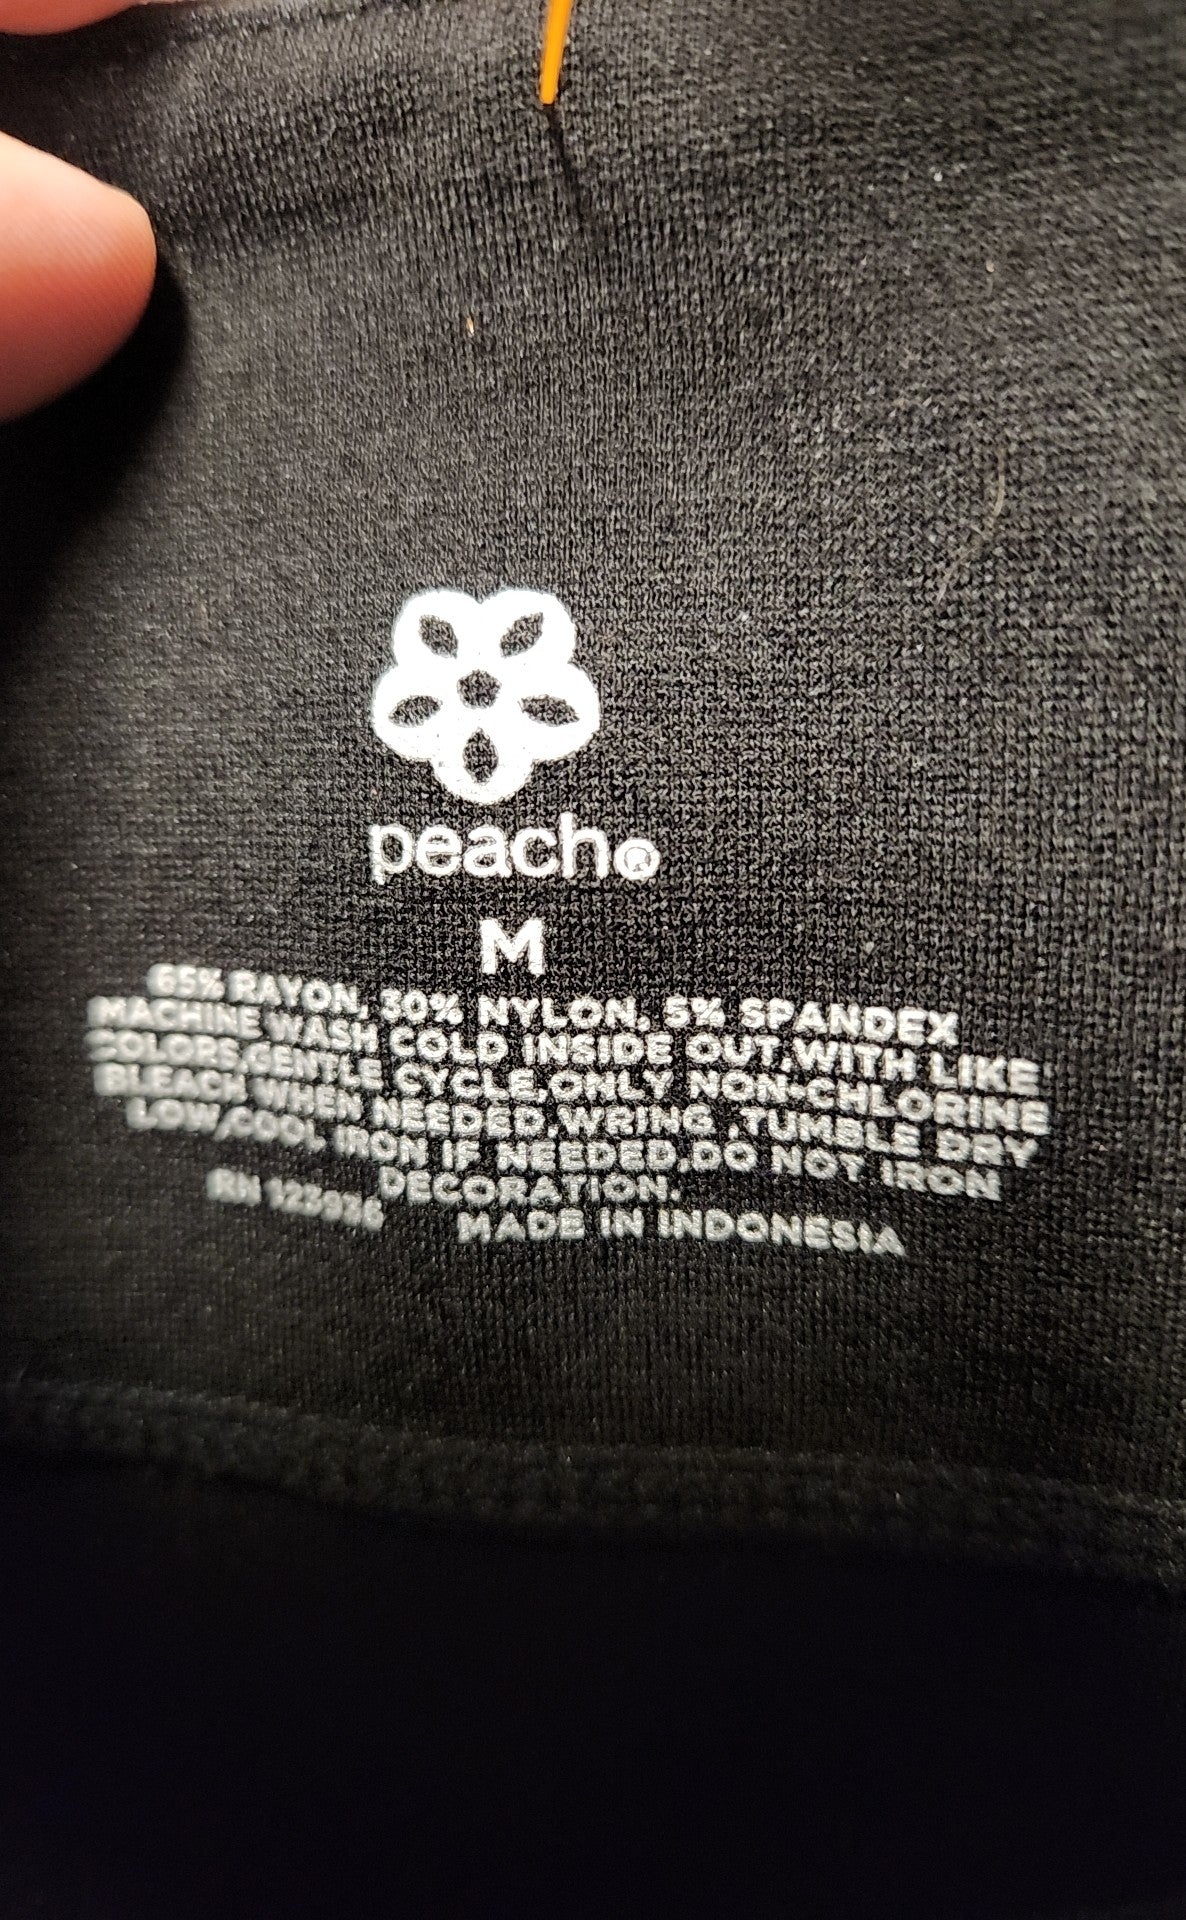 peach®
M
65% RAYON, 30% NYLON, 5% SPANDEX
MACHINE WASH COLD INSIDE OUT,WITH LIKE
COLORS,GENTLE CYCLE,ONLY NON-CHLORINE
BLEACH WHEN NEEDED,WRING ,TUMBLE DRY
LOW,COOL IRON IF NEEDED,DO NOT IRON
DECORATION.
RN MADE IN INDONESIA